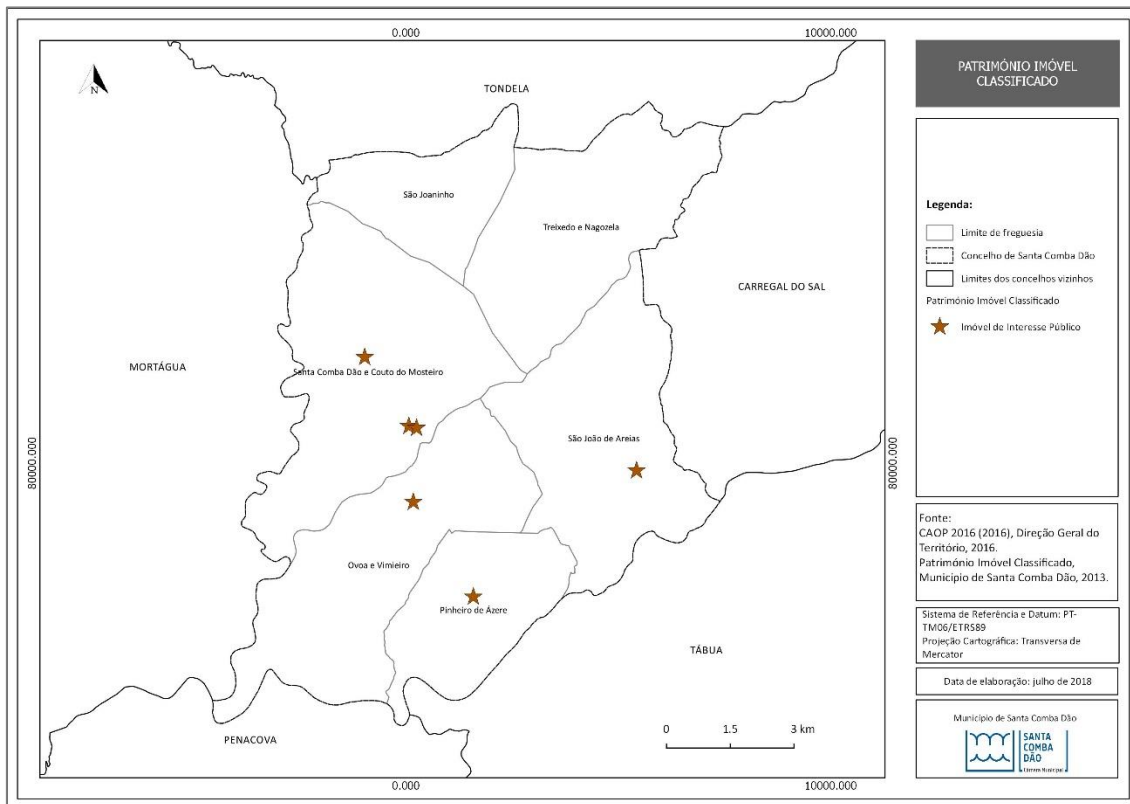 0.000
10000.000
PATRIMÓNIO IMÓVEL
CLASSIFICADO
N
TONDELA
São Joaninho
Treixedo e Nagozela
CARREGAL DO SAL
MORTÁGUA
Santa Comba Dão e Couto do Mosteiro
São João de Areias
80000.000
80000.000
Ovoa e Vimieiro
Pinheiro de Ázere
TÁBUA
PENACOVA
0
1.5
3 km
0.000
10000.000
Legenda:
Limite de freguesia
Concelho de Santa Comba Dão
Limites dos concelhos vizinhos
Património Imóvel Classificado
Imóvel de Interesse Público
Fonte:
CAOP 2016 (2016), Direção Geral do
Território, 2016.
Património Imóvel Classificado,
Municipio de Santa Comba Dão, 2013.
Sistema de Referência e Datum: PT-
TM06/ETRS89
Projeção Cartográfica: Transversa de
Mercator
Data de elaboração: julho de 2018
Município de Santa Comba Dão
SANTA
COMBA
DÃO
Câmara Municipal